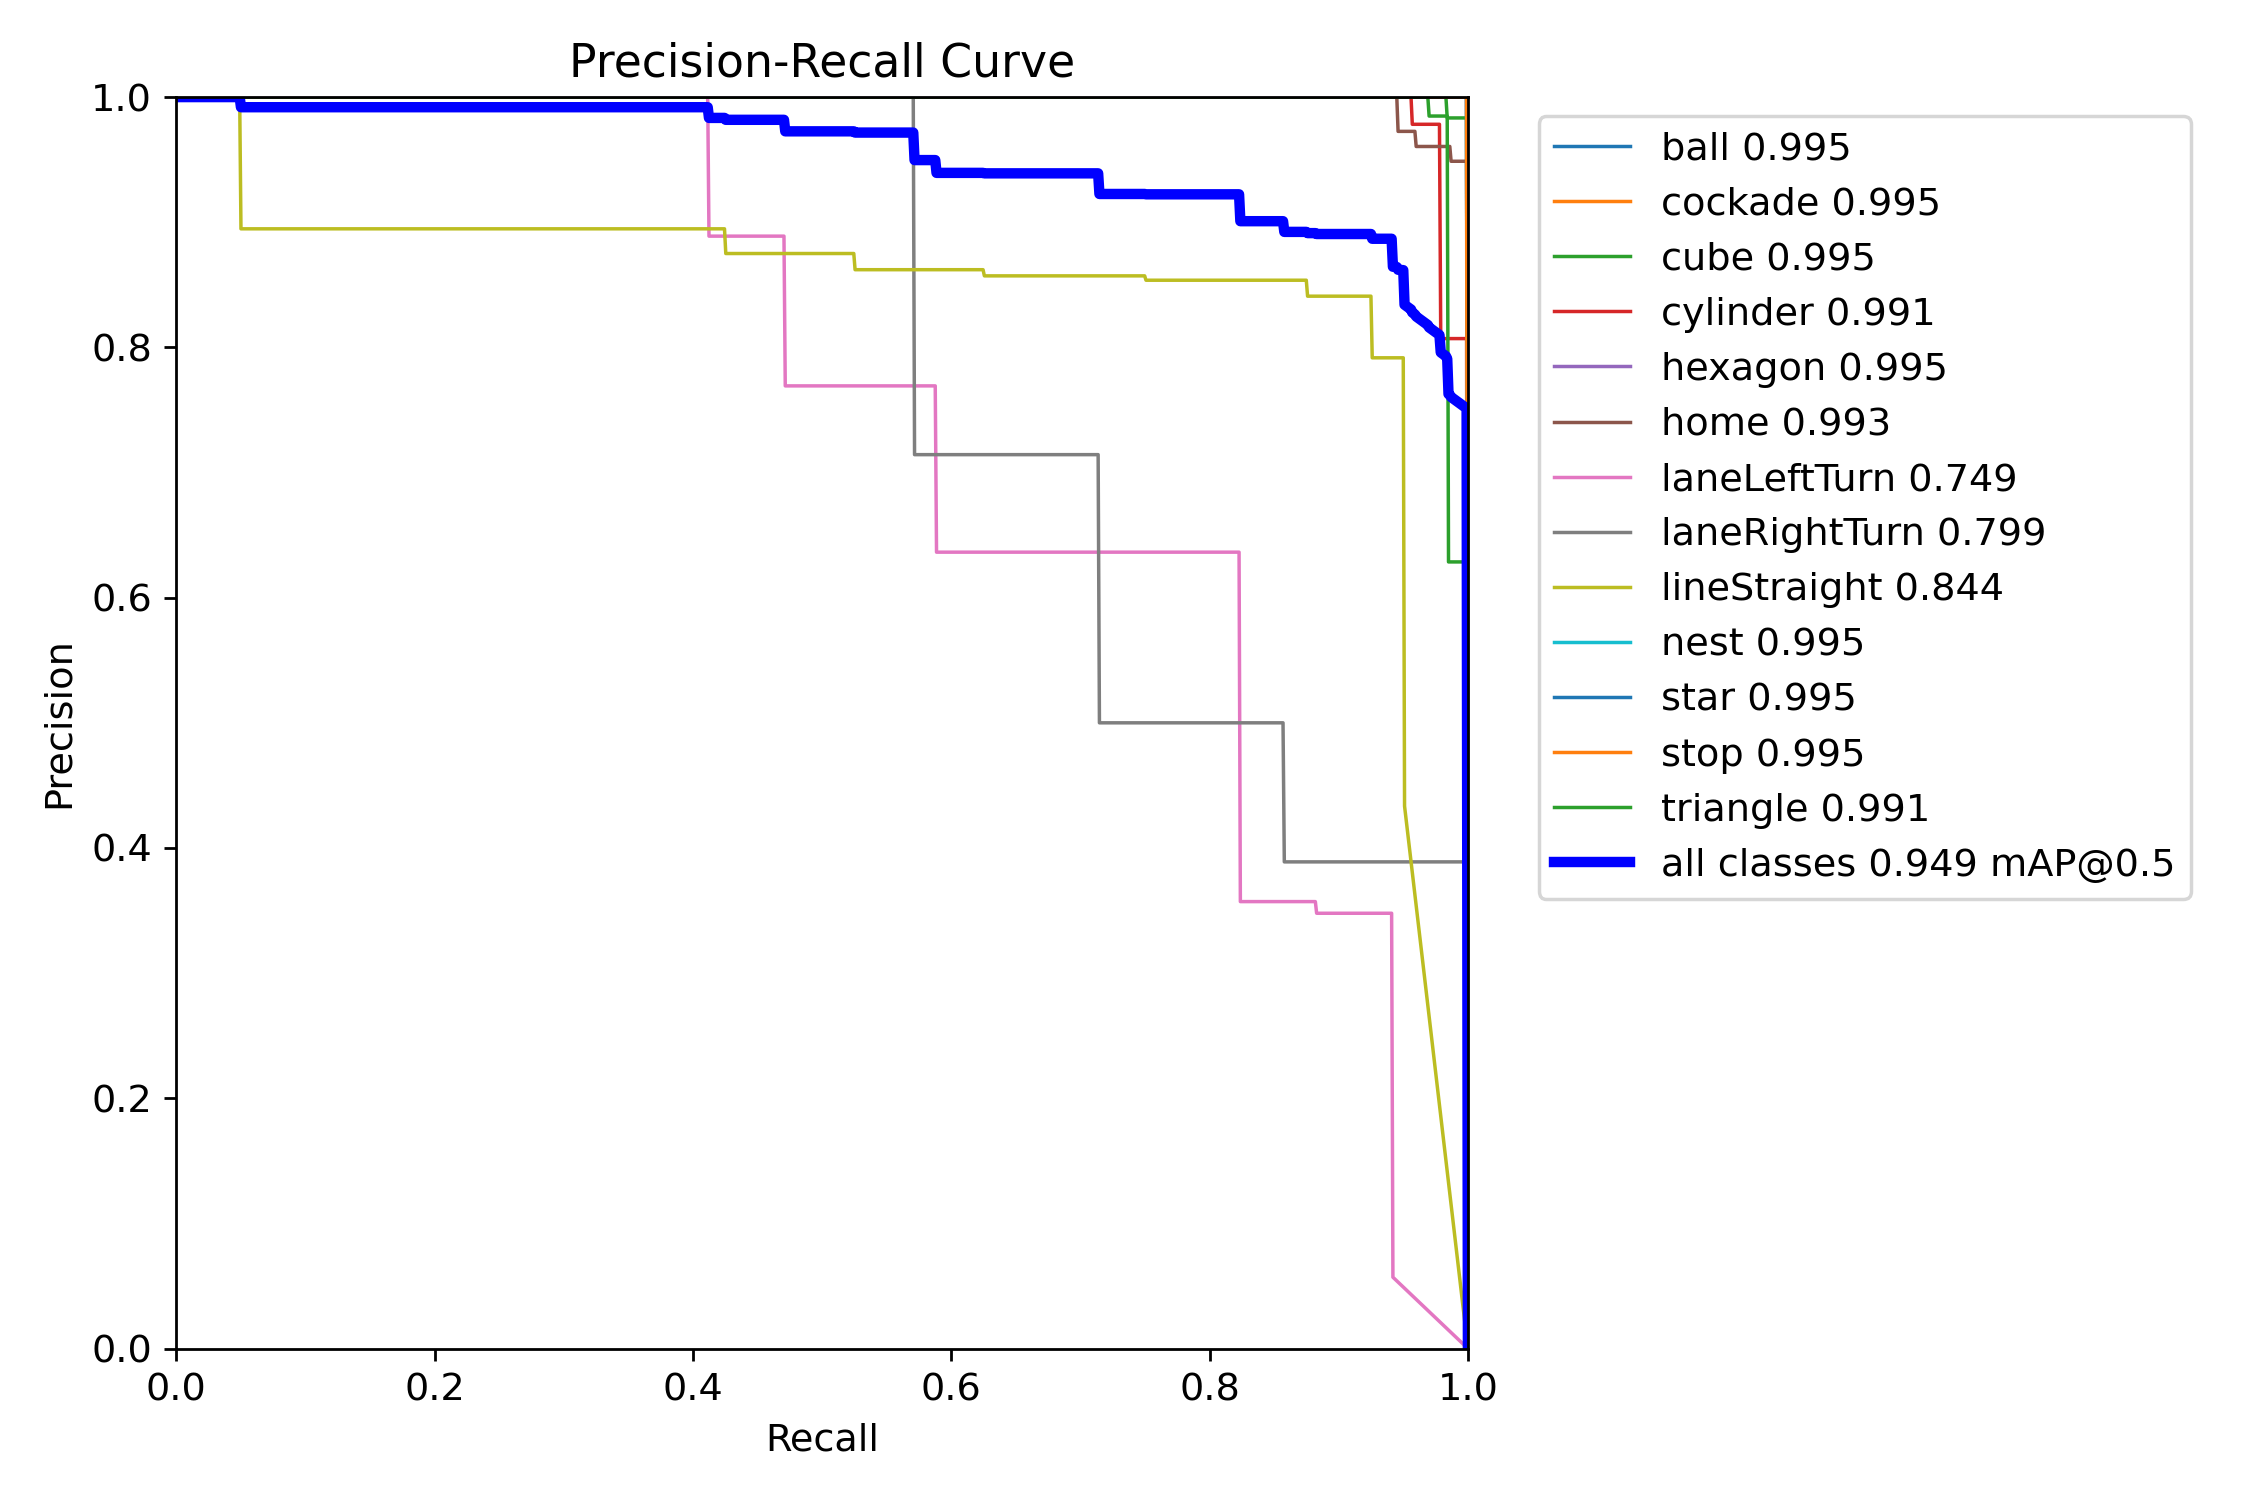 Precision-Recall Curve
1.0
0.8
0.6
0.4
0.2
0.0
Precision
0.0 0.2 0.4 0.6 0.8 1.0
Recall
ball 0.995
cockade 0.995
cube 0.995
cylinder 0.991
hexagon 0.995
home 0.993
laneLeftTurn 0.749
laneRightTurn 0.799
lineStraight 0.844
nest 0.995
star 0.995
stop 0.995
triangle 0.991
all classes 0.949 mAP@0.5